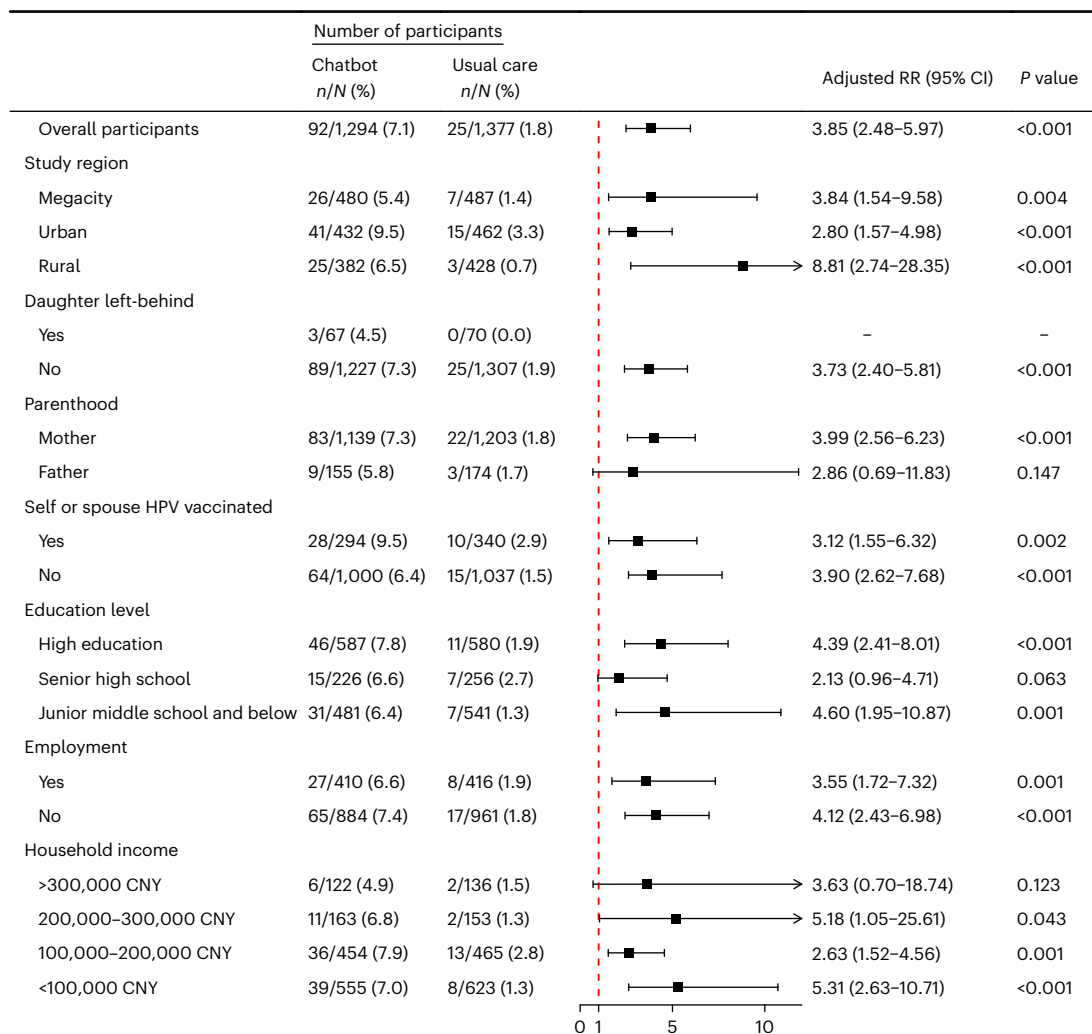 Number of participants
Chatbot Usual care
n/N (%) n/N (%) Adjusted RR (95% CI) P value
Overall participants 92/1,294 (7.1) 25/1,377 (1.8) 3.85 (2.48–5.97) <0.001
Study region
Megacity 26/480 (5.4) 7/487 (1.4) 3.84 (1.54–9.58) 0.004
Urban 41/432 (9.5) 15/462 (3.3) 2.80 (1.57–4.98) <0.001
Rural 25/382 (6.5) 3/428 (0.7) 8.81 (2.74–28.35) <0.001
Daughter left-behind
Yes 3/67 (4.5) 0/70 (0.0) – –
No 89/1,227 (7.3) 25/1,307 (1.9) 3.73 (2.40–5.81) <0.001
Parenthood
Mother 83/1,139 (7.3) 22/1,203 (1.8) 3.99 (2.56–6.23) <0.001
Father 9/155 (5.8) 3/174 (1.7) 2.86 (0.69–11.83) 0.147
Self or spouse HPV vaccinated
Yes 28/294 (9.5) 10/340 (2.9) 3.12 (1.55–6.32) 0.002
No 64/1,000 (6.4) 15/1,037 (1.5) 3.90 (2.62–7.68) <0.001
Education level
High education 46/587 (7.8) 11/580 (1.9) 4.39 (2.41–8.01) <0.001
Senior high school 15/226 (6.6) 7/256 (2.7) 2.13 (0.96–4.71) 0.063
Junior middle school and below 31/481 (6.4) 7/541 (1.3) 4.60 (1.95–10.87) 0.001
Employment
Yes 27/410 (6.6) 8/416 (1.9) 3.55 (1.72–7.32) 0.001
No 65/884 (7.4) 17/961 (1.8) 4.12 (2.43–6.98) <0.001
Household income
>300,000 CNY 6/122 (4.9) 2/136 (1.5) 3.63 (0.70–18.74) 0.123
200,000–300,000 CNY 11/163 (6.8) 2/153 (1.3) 5.18 (1.05–25.61) 0.043
100,000–200,000 CNY 36/454 (7.9) 13/465 (2.8) 2.63 (1.52–4.56) 0.001
<100,000 CNY 39/555 (7.0) 8/623 (1.3) 5.31 (2.63–10.71) <0.001
0 1 5 10